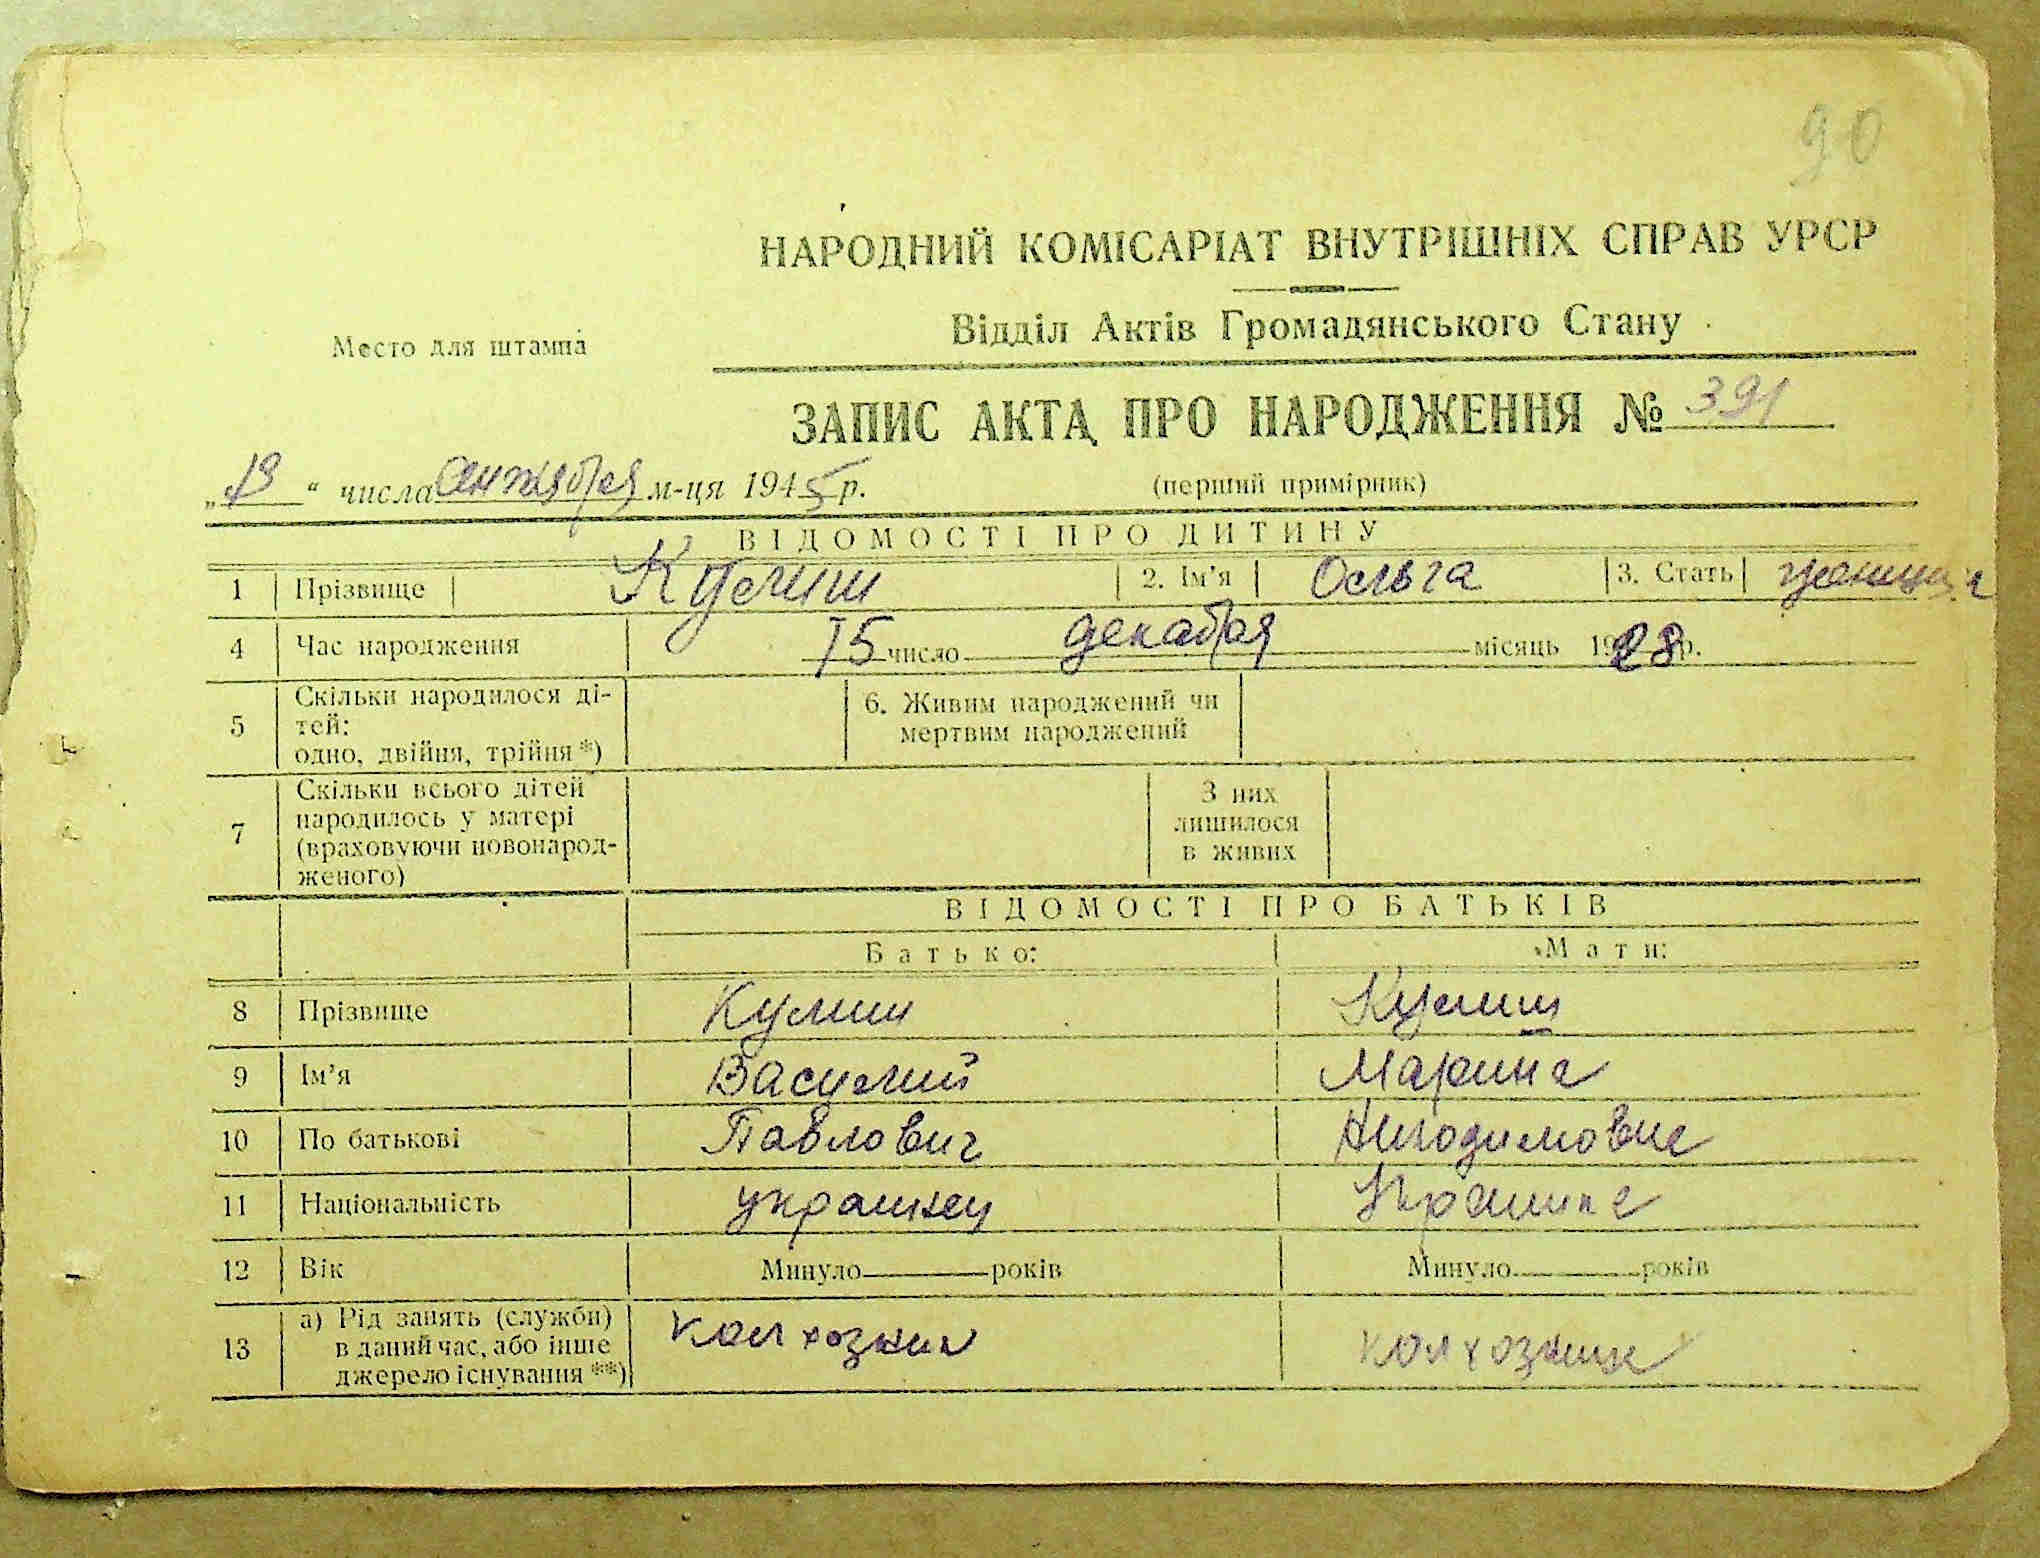 90
НАРОДНИЙ КОМІСАРІАТ ВНУТРІШНІХ СПРАВ УРСР
Відділ Актів Громадянського Стану
Место для штампа
ЗАПИС АКТА ПРО НАРОДЖЕННЯ № 391
„19“ числа м-ця 1945 р. (перший примірник)
ВІДОМОСТІ ПРО ДИТИНУ
1 Прізвище Кулиш 2. Ім'я Ольга 3. Стать
4 Час народження 15 число декабря місяць 1928 р.
5 Скільки народилося ді-
тей:
одно, двійня, трійня *)
6. Живим народжений чи
мертвим народжений
7 Скільки всього дітей
народилось у матері
(враховуючи новонарод-
женого)
З них
лишилося
в живих
ВІДОМОСТІ ПРО БАТЬКІВ
Батько: Мати:
8 Прізвище Кулиш Кулиш
9 Ім'я Василий Марина
10 По батькові Павлович
11 Національність украинец
12 Вік Минуло років Минуло років
13 а) Рід занять (служби)
в даний час, або інше
джерело існування **)
колхозник колхозник